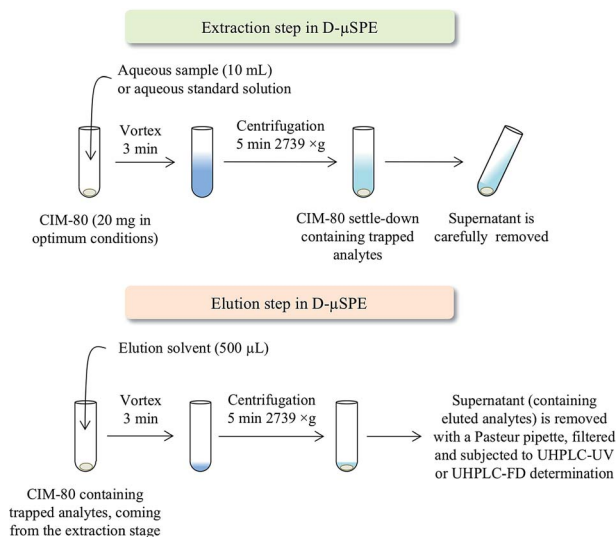 Extraction step in D-µSPE
Aqueous sample (10 mL)
or aqueous standard solution
Vortex
3 min
Centrifugation
5 min 2739 ×g
CIM-80 (20 mg in
optimum conditions)
CIM-80 settle-down
containing trapped
analytes
Supernatant is
carefully removed
Elution step in D-µSPE
Elution solvent (500 µL)
Vortex
3 min
Centrifugation
5 min 2739 ×g
Supernatant (containing
eluted analytes) is removed
with a Pasteur pipette, filtered
and subjected to UHPLC-UV
or UHPLC-FD determination
CIM-80 containing
trapped analytes, coming
from the extraction stage